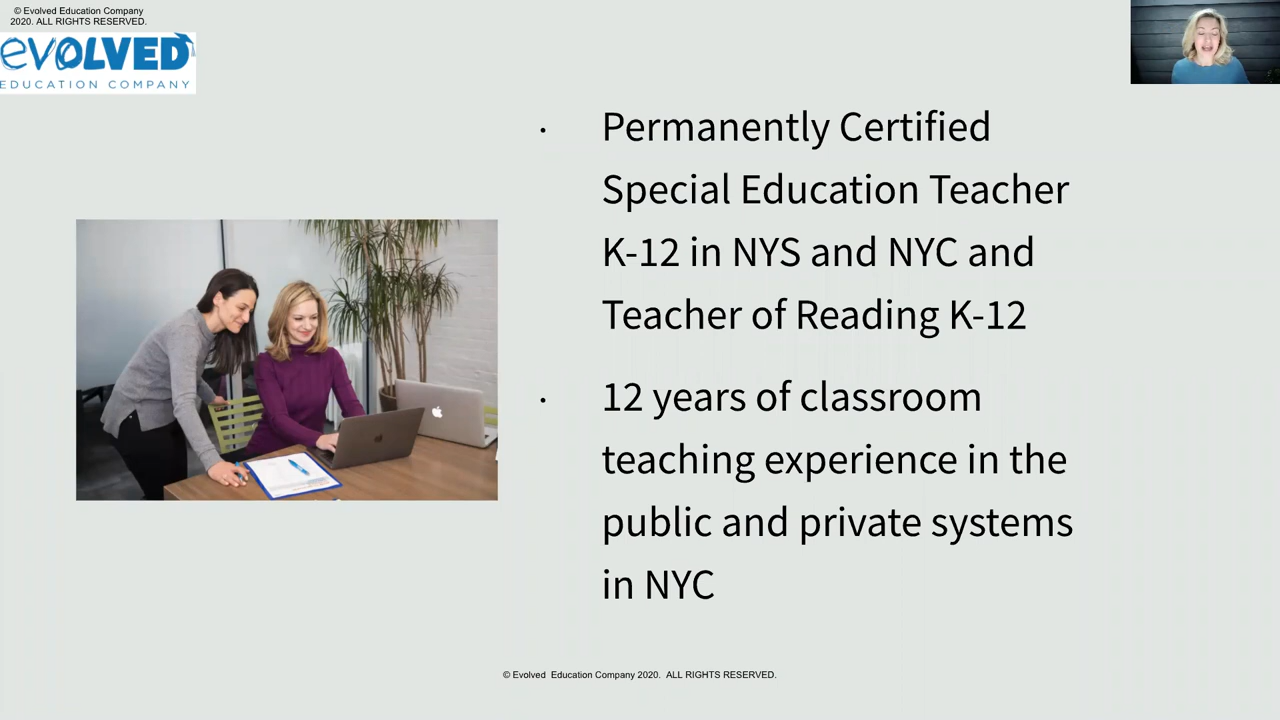 © Evolved Education Company
2020. ALL RIGHTS RESERVED.
evOLVED
EDUCATION COMPANY
· Permanently Certified
Special Education Teacher
K-12 in NYS and NYC and
Teacher of Reading K-12
· 12 years of classroom
teaching experience in the
public and private systems
in NYC
© Evolved Education Company 2020. ALL RIGHTS RESERVED.